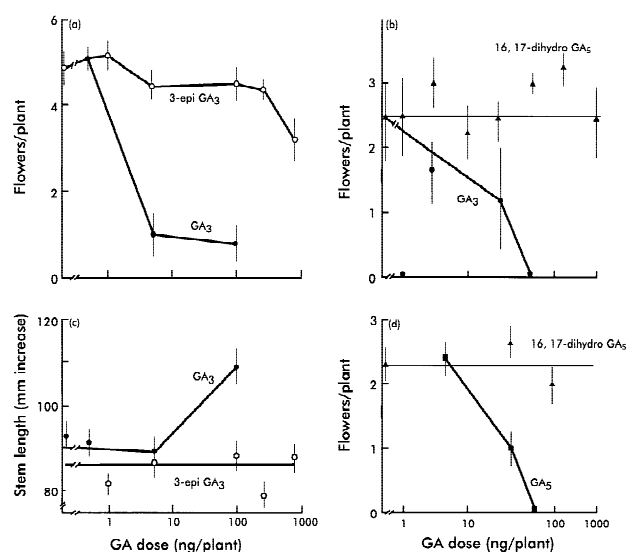 (a)
6
4
2
0
Flowers/plant
3-epi GA3
GA3
(b)
3
2
1
0
Flowers/plant
16, 17-dihydro GA5
GA3
(c)
120
100
80
Stem length (mm increase)
GA3
3-epi GA3
1 10 100 1000
GA dose (ng/plant)
(d)
3
2
1
0
Flowers/plant
16, 17-dihydro GA5
GA5
1 10 100 1000
GA dose (ng/plant)